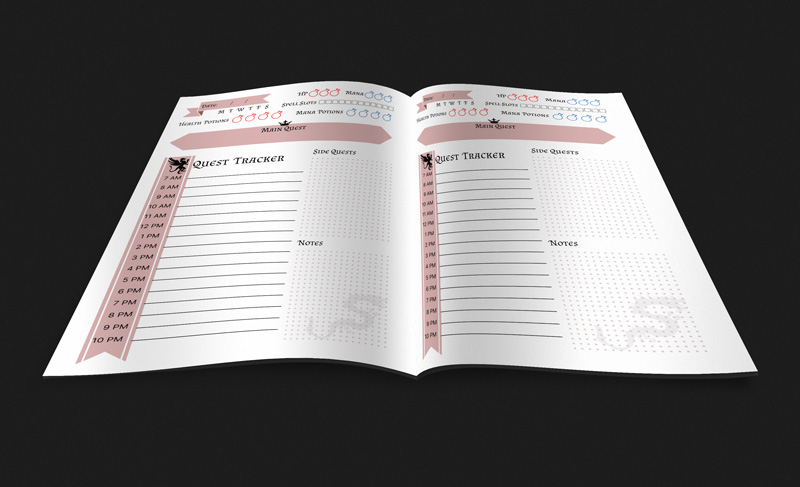 Date: / /
M T W T T S
HP
Mana
Spell Slots
Health Potions
Mana Potions
Main Quest
Quest Tracker
7 AM
8 AM
9 AM
10 AM
11 AM
12 PM
1 PM
2 PM
3 PM
4 PM
5 PM
6 PM
7 PM
8 PM
9 PM
10 PM
Side Quests
Notes
Date: / /
M T W T T S
HP
Mana
Spell Slots
Health Potions
Mana Potions
Main Quest
Quest Tracker
7 AM
8 AM
9 AM
10 AM
11 AM
12 PM
1 PM
2 PM
3 PM
4 PM
5 PM
6 PM
7 PM
8 PM
9 PM
10 PM
Side Quests
Notes